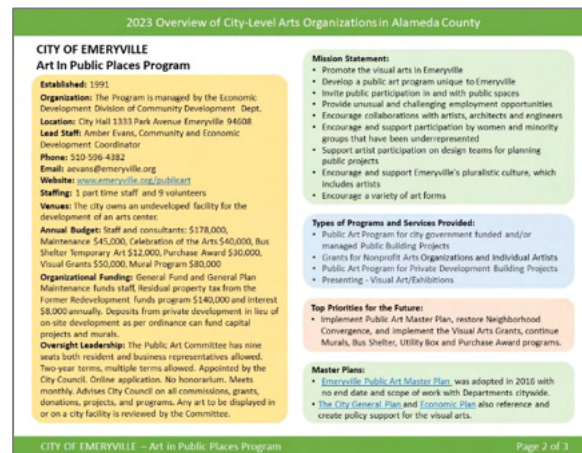 2023 Overview of City-Level Arts Organizations in Alameda County
CITY OF EMERYVILLE
Art In Public Places Program
Established: 1991
Organization: The Program is managed by the Economic
Development Division of Community Development Dept.
Location: City Hall 1333 Park Avenue Emeryville 94608
Lead Staff: Amber Evans, Community and Economic
Development Coordinator
Phone: 510-596-4382
Email: aevans@emeryville.org
Website: www.emeryville.org/publicart
Staffing: 1 part time staff and 9 volunteers
Venues: The city owns an undeveloped facility for the
development of an arts center.
Annual Budget: Staff and consultants: $178,000,
Maintenance $45,000, Celebration of the Arts $40,000, Bus
Shelter Temporary Art $12,000, Purchase Award $30,000,
Visual Grants $50,000, Mural Program $80,000
Organizational Funding: General Fund and General Plan
Maintenance funds staff, Residual property tax from the
Former Redevelopment funds program $140,000 and interest
$8,000 annually. Deposits from private development in lieu of
on-site development as per ordinance can fund capital
projects and murals.
Oversight Leadership: The Public Art Committee has nine
seats both resident and business representatives allowed.
Two-year terms, multiple terms allowed. Appointed by the
City Council. Online application. No honorarium. Meets
monthly. Advises City Council on all commissions, grants,
donations, projects, and programs. Any art to be displayed in
or on a city facility is reviewed by the Committee.
Mission Statement:
• Promote the visual arts in Emeryville
• Develop a public art program unique to Emeryville
• Invite public participation in and with public spaces
• Provide unusual and challenging employment opportunities
• Encourage collaborations with artists, architects and engineers
• Encourage and support participation by women and minority
groups that have been underrepresented
• Support artist participation on design teams for planning
public projects
• Encourage and support Emeryville's pluralistic culture, which
includes artists
• Encourage a variety of art forms
Types of Programs and Services Provided:
• Public Art Program for city government funded and/or
managed Public Building Projects
• Grants for Nonprofit Arts Organizations and Individual Artists
• Public Art Program for Private Development Building Projects
• Presenting - Visual Art/Exhibitions
Top Priorities for the Future:
• Implement Public Art Master Plan, restore Neighborhood
Convergence, and implement the Visual Arts Grants, continue
Murals, Bus Shelter, Utility Box and Purchase Award programs.
Master Plans:
• Emeryville Public Art Master Plan was adopted in 2016 with
no end date and scope of work with Departments citywide.
• The City General Plan and Economic Plan also reference and
create policy support for the visual arts.
CITY OF EMERYVILLE – Art in Public Places Program
Page 2 of 3